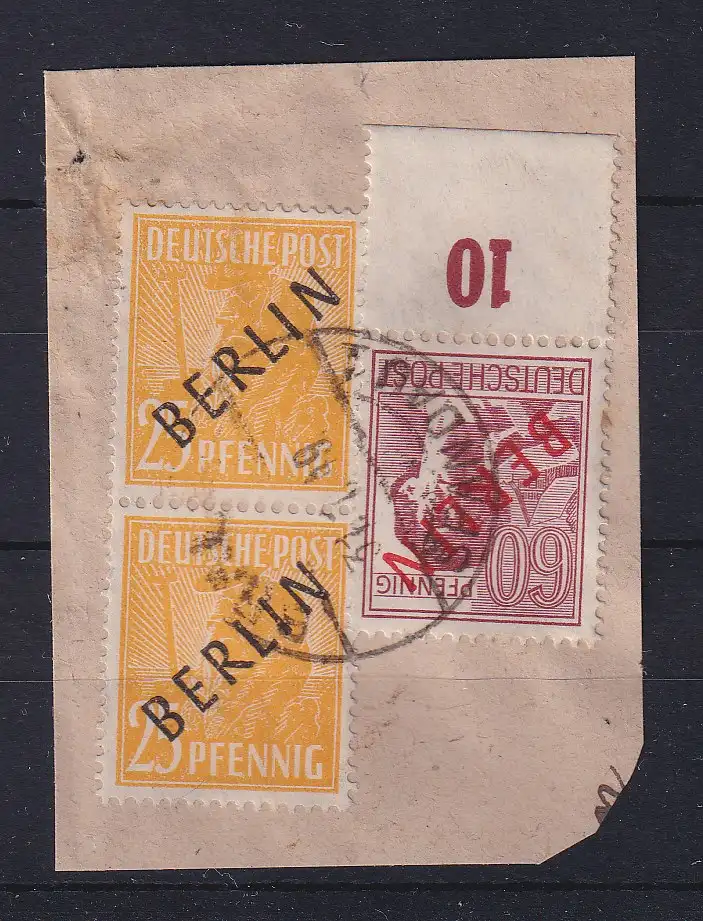 DEUTSCHE POST
BERLIN
25 PFENNIG
DEUTSCHE POST
BERLIN
25 PFENNIG
10
DEUTSCHE POST
BERLIN
60
PFENNIG